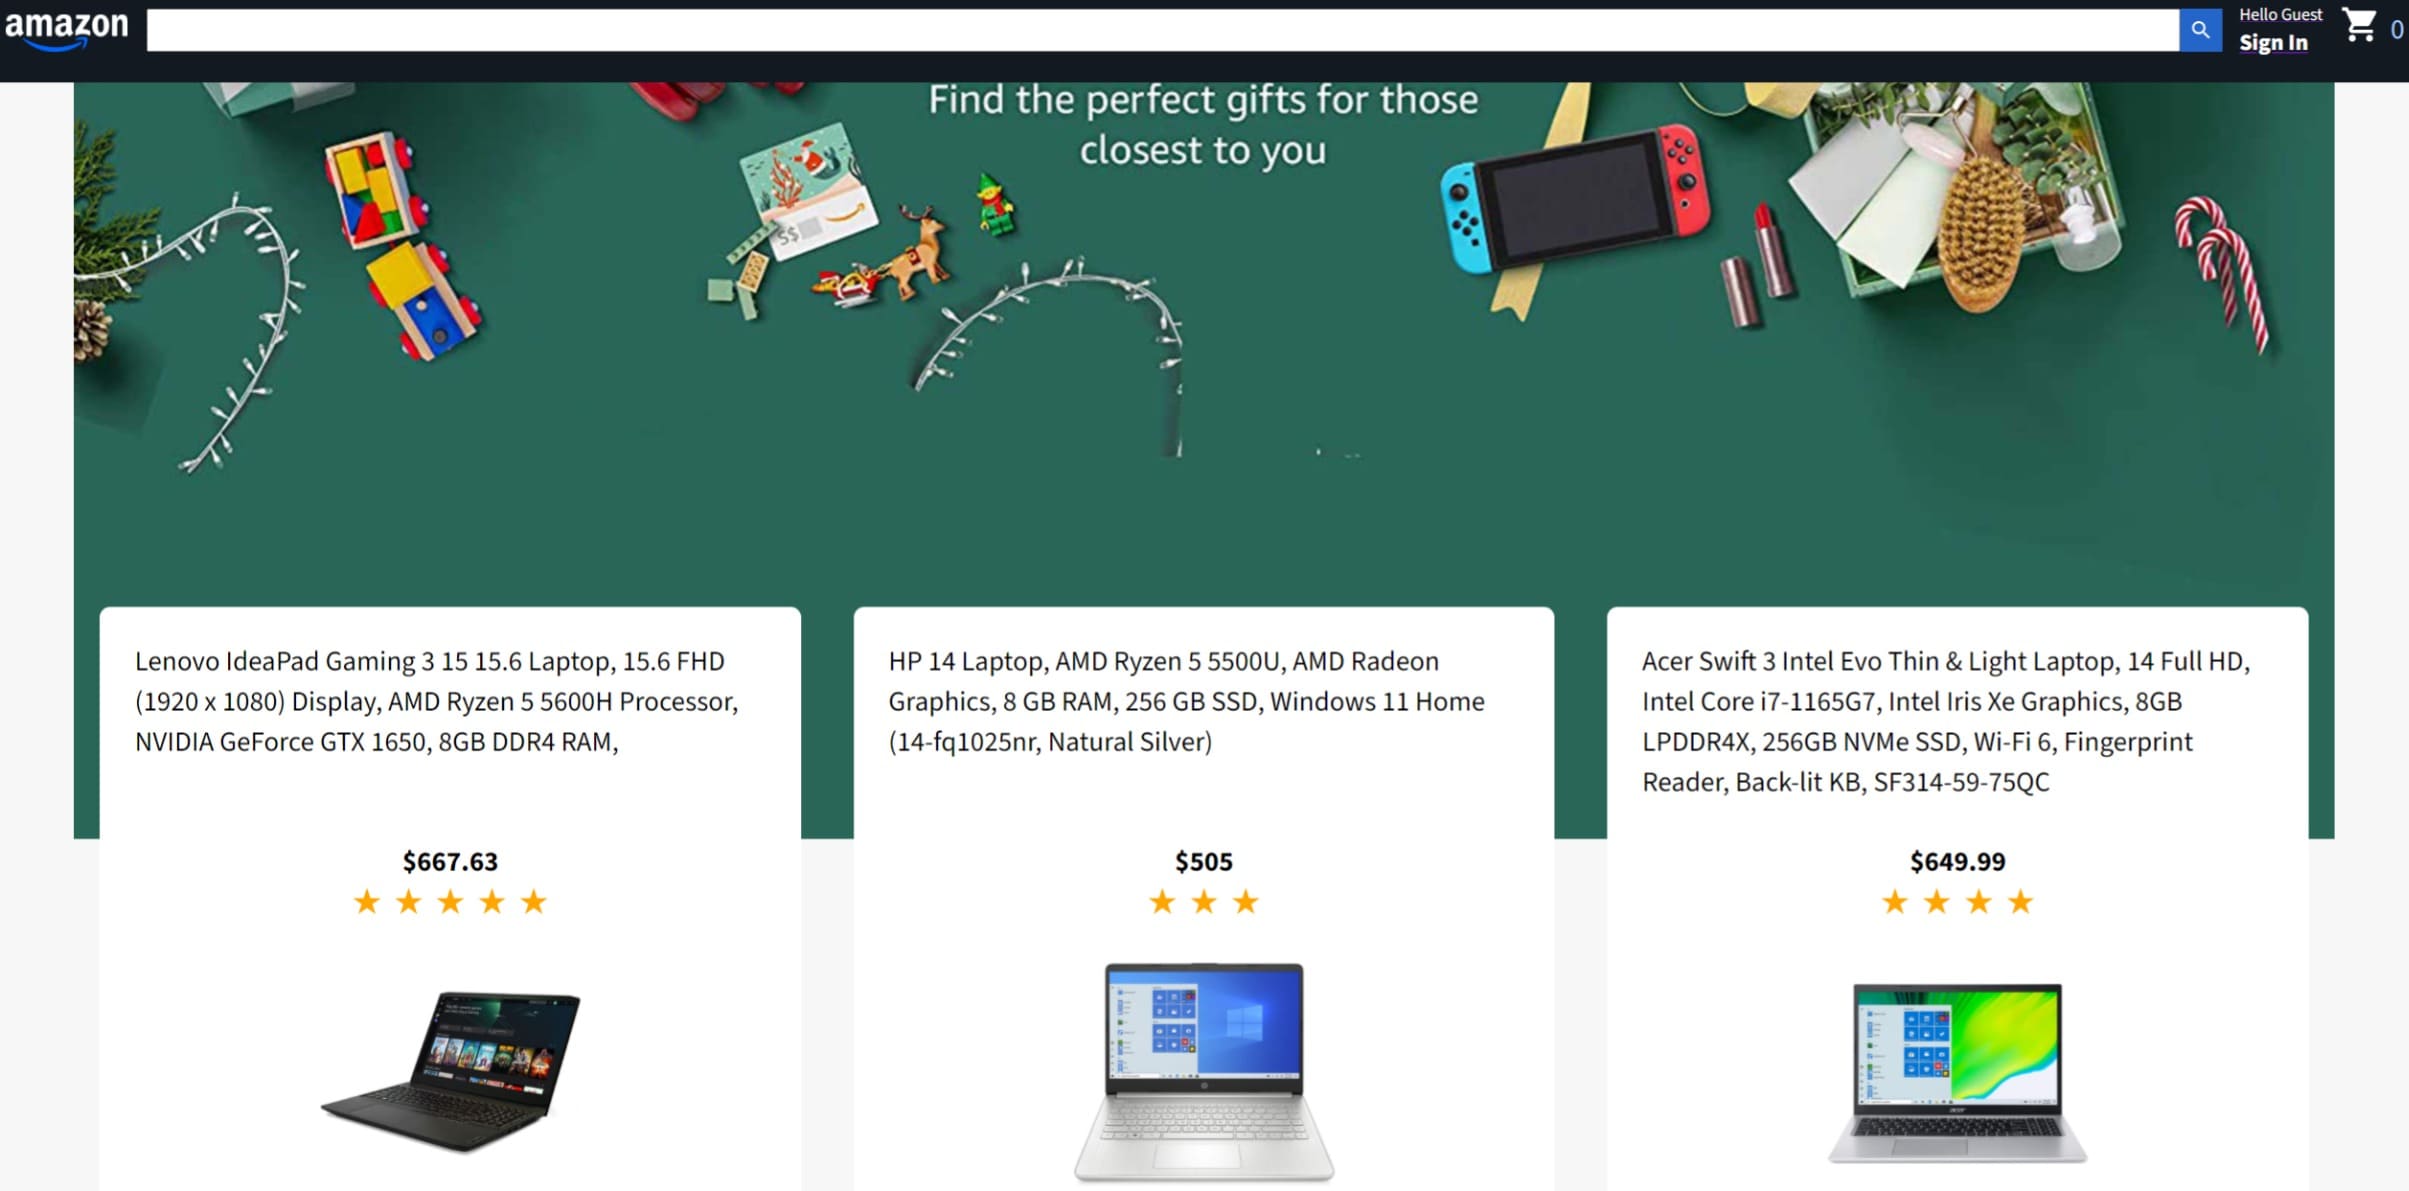 amazon
Hello Guest
Sign In
0
Find the perfect gifts for those
closest to you
S$
Lenovo IdeaPad Gaming 3 15 15.6 Laptop, 15.6 FHD
(1920 x 1080) Display, AMD Ryzen 5 5600H Processor,
NVIDIA GeForce GTX 1650, 8GB DDR4 RAM,
$667.63
HP 14 Laptop, AMD Ryzen 5 5500U, AMD Radeon
Graphics, 8 GB RAM, 256 GB SSD, Windows 11 Home
(14-fq1025nr, Natural Silver)
$505
Acer Swift 3 Intel Evo Thin & Light Laptop, 14 Full HD,
Intel Core i7-1165G7, Intel Iris Xe Graphics, 8GB
LPDDR4X, 256GB NVMe SSD, Wi-Fi 6, Fingerprint
Reader, Back-lit KB, SF314-59-75QC
$649.99
acer